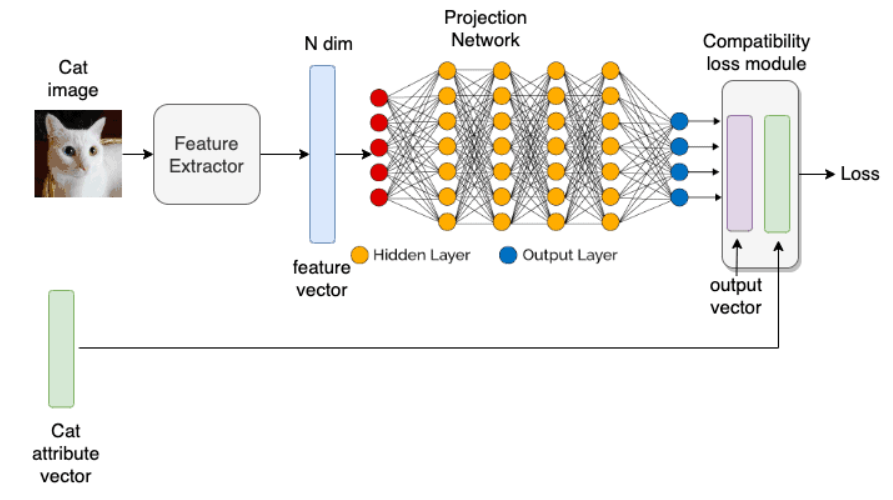 Projection
Network
N dim
Compatibility
loss module
Cat
image
Feature
Extractor
Loss
Hidden Layer
Output Layer
feature
vector
output
vector
Cat
attribute
vector